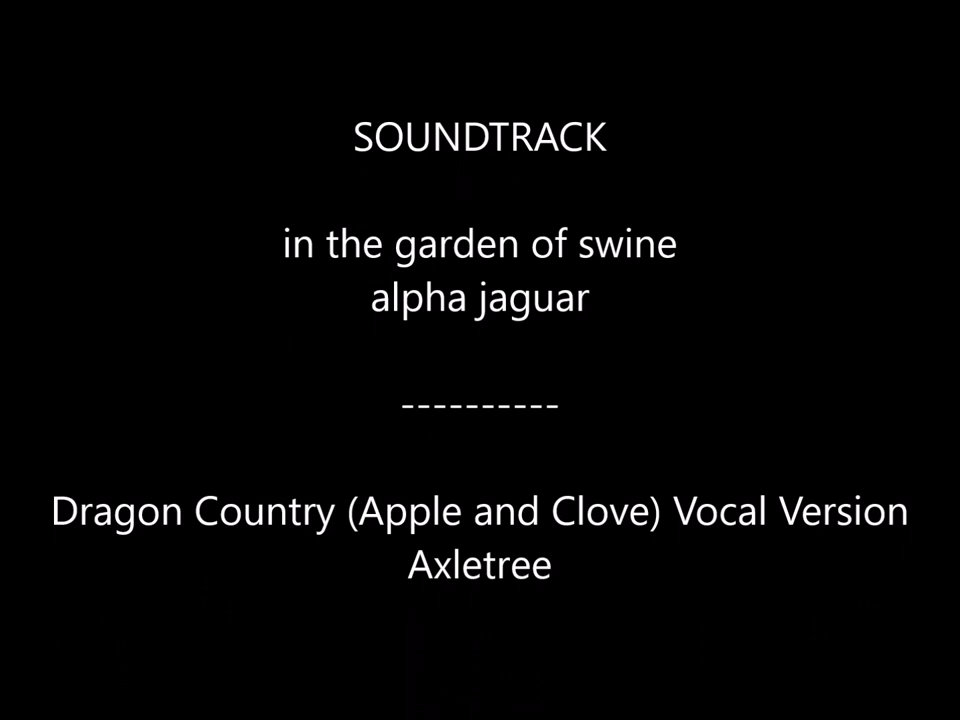 SOUNDTRACK
in the garden of swine
alpha jaguar
----------
Dragon Country (Apple and Clove) Vocal Version
Axletree